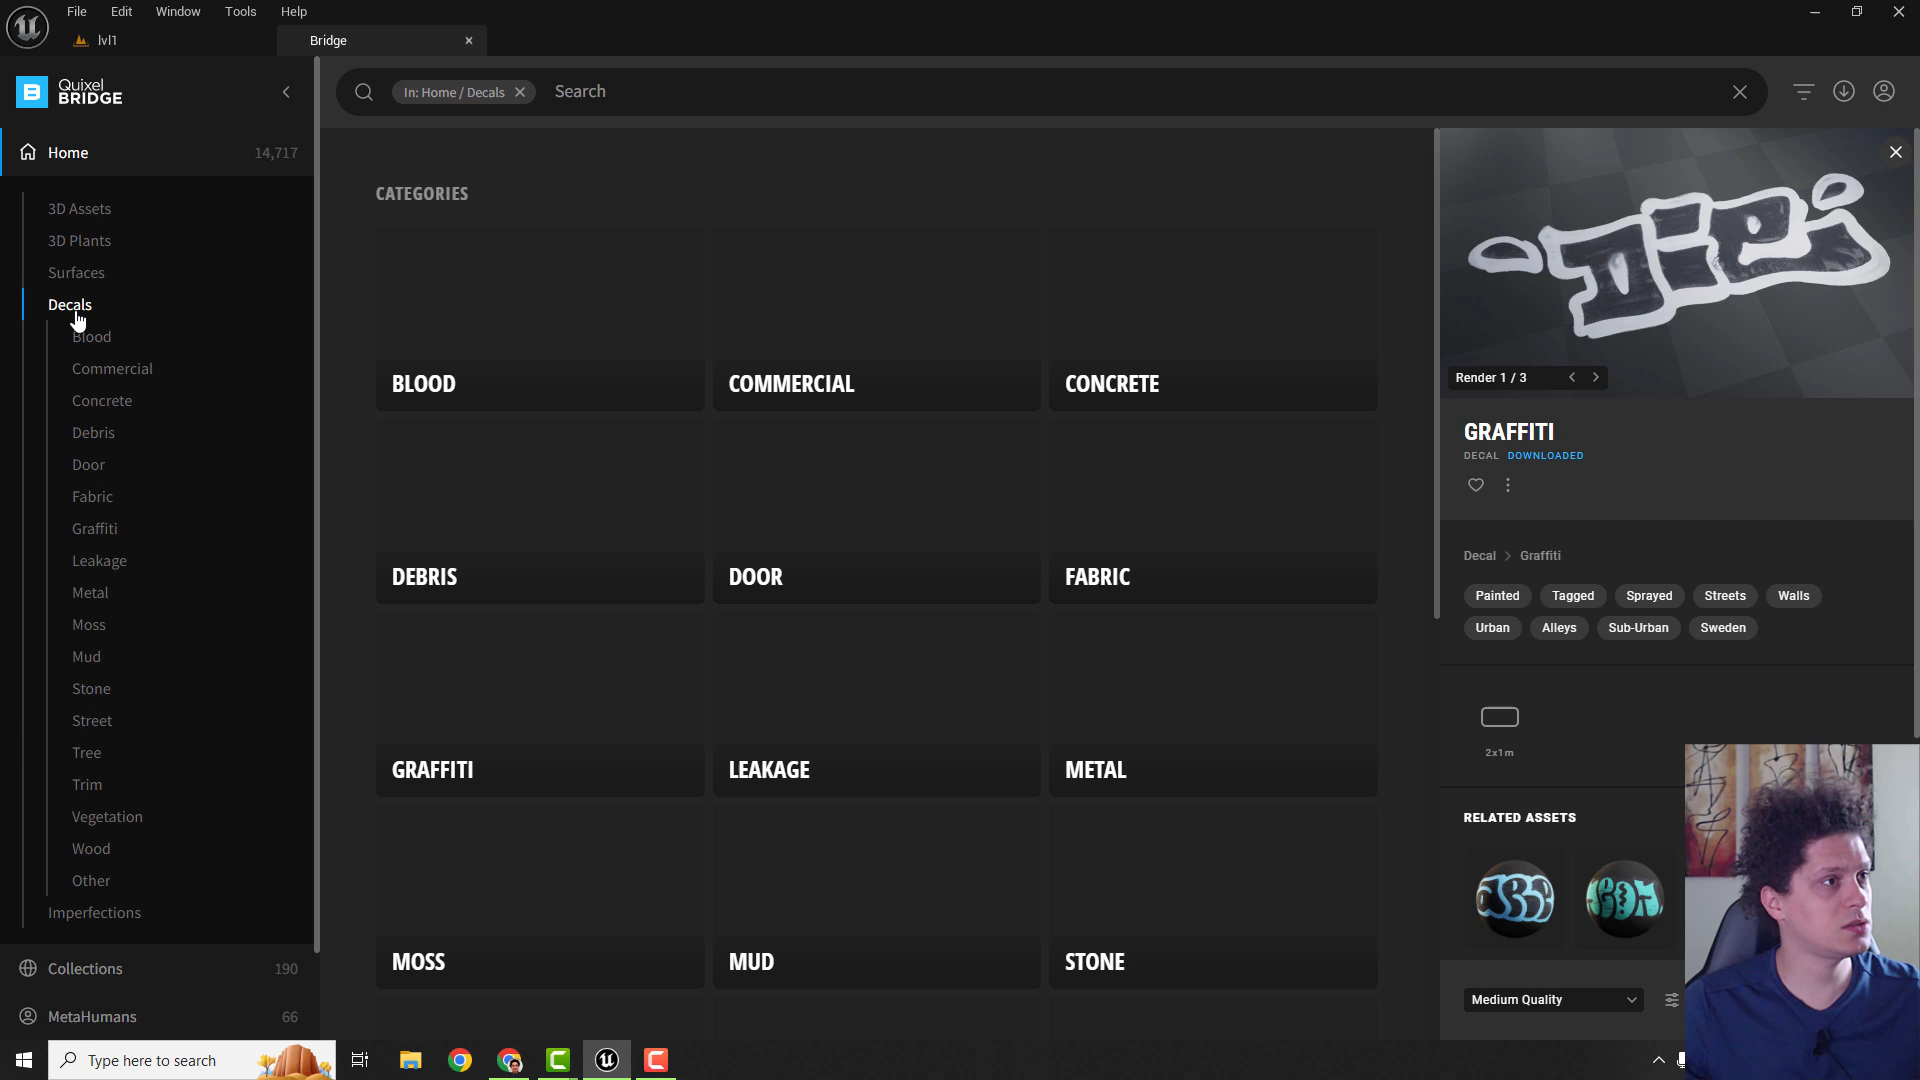 File Edit Window Tools Help
lvl1
Bridge
Quixel
BRIDGE
In: Home / Decals
Search
Home 14,717
3D Assets
3D Plants
Surfaces
Decals
Blood
Commercial
Concrete
Debris
Door
Fabric
Graffiti
Leakage
Metal
Moss
Mud
Stone
Street
Tree
Trim
Vegetation
Wood
Other
Imperfections
Collections 190
MetaHumans 66
CATEGORIES
BLOOD
COMMERCIAL
CONCRETE
DEBRIS
DOOR
FABRIC
GRAFFITI
LEAKAGE
METAL
MOSS
MUD
STONE
Render 1 / 3
GRAFFITI
DECAL DOWNLOADED
Decal > Graffiti
Painted Tagged Sprayed Streets Walls
Urban Alleys Sub-Urban Sweden
2x1m
RELATED ASSETS
Medium Quality
Type here to search